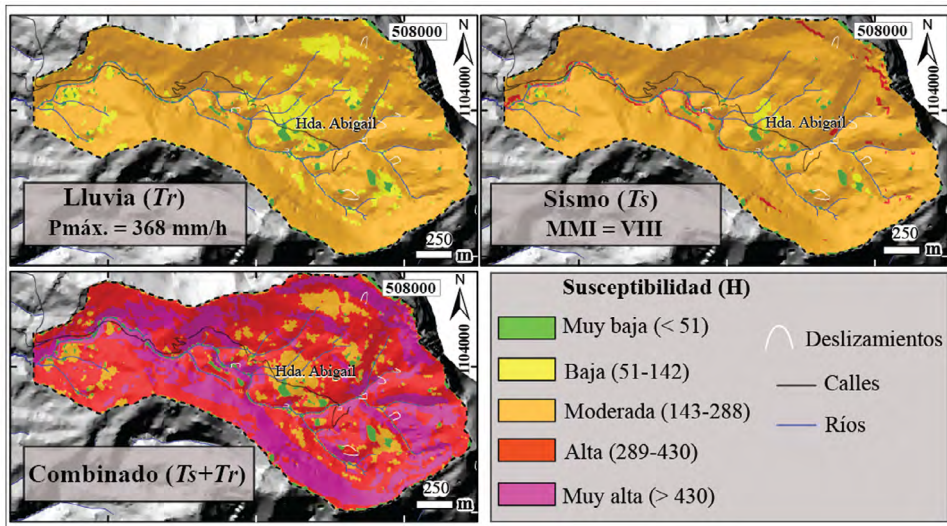 508000
N
1104000
Hda. Abigail
Lluvia (Tr)
Pmáx. = 368 mm/h
250
m
508000
N
1104000
Hda. Abigail
Sismo (Ts)
MMI = VIII
250
m
508000
N
1104000
Hda. Abigail
Combinado (Ts+Tr)
250
m
Susceptibilidad (H)
Muy baja (< 51)
Baja (51-142)
Moderada (143-288)
Alta (289-430)
Muy alta (> 430)
Deslizamientos
Calles
Ríos